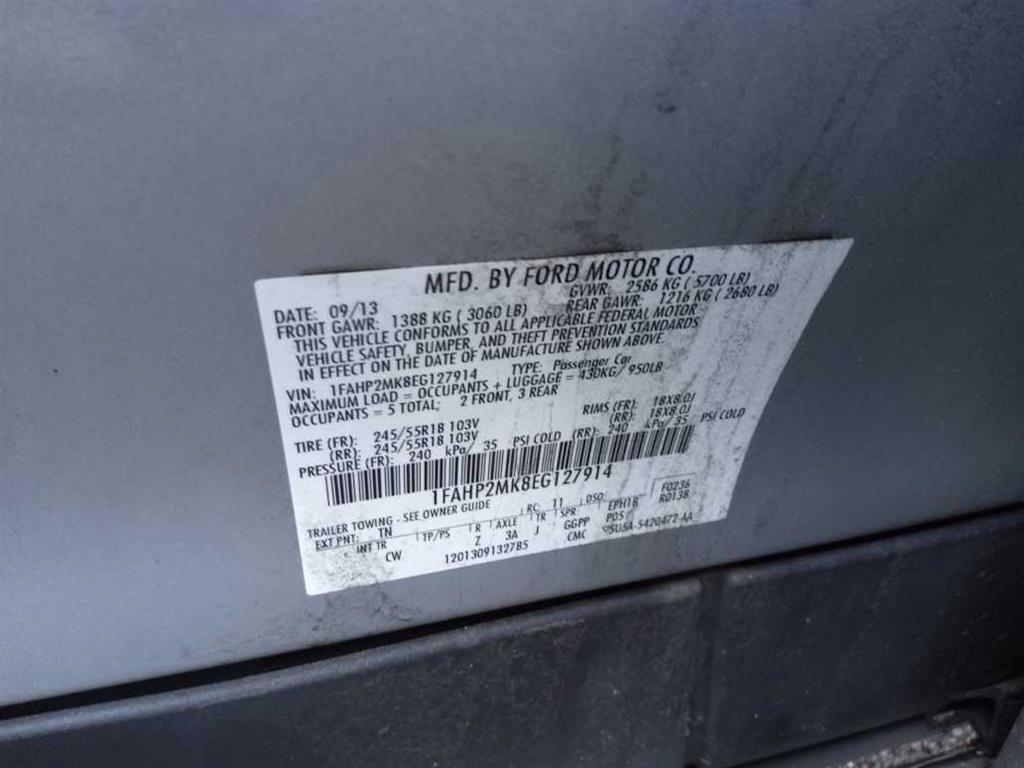 MFD. BY FORD MOTOR CO.
DATE: 09/13 GVWR: 2586 KG ( 5700 LB)
FRONT GAWR: 1388 KG ( 3060 LB) REAR GAWR: 1216 KG ( 2680 LB)
THIS VEHICLE CONFORMS TO ALL APPLICABLE FEDERAL MOTOR
VEHICLE SAFETY, BUMPER, AND THEFT PREVENTION STANDARDS
IN EFFECT ON THE DATE OF MANUFACTURE SHOWN ABOVE.
VIN: 1FAHP2MK8EG127914 TYPE: Passenger Car
MAXIMUM LOAD = OCCUPANTS + LUGGAGE = 430KG/ 950LB
OCCUPANTS = 5 TOTAL; 2 FRONT, 3 REAR
TIRE (FR): 245/55R18 103V RIMS (FR): 18X8.0J
(RR): 245/55R18 103V (RR): 18X8.0J
PRESSURE (FR): 240 kPa/ 35 PSI COLD (RR): 240 kPa/ 35 PSI COLD
1FAHP2MK8EG127914
TRAILER TOWING - SEE OWNER GUIDE RC: 11 DSO: F0236
EXT PNT: TN EPH18 R0138
INT TR TP/PS R AXLE TR SPR
CW Z 3A J GGPP P05
1201309132785 CMC 5U5A-5420472-AA